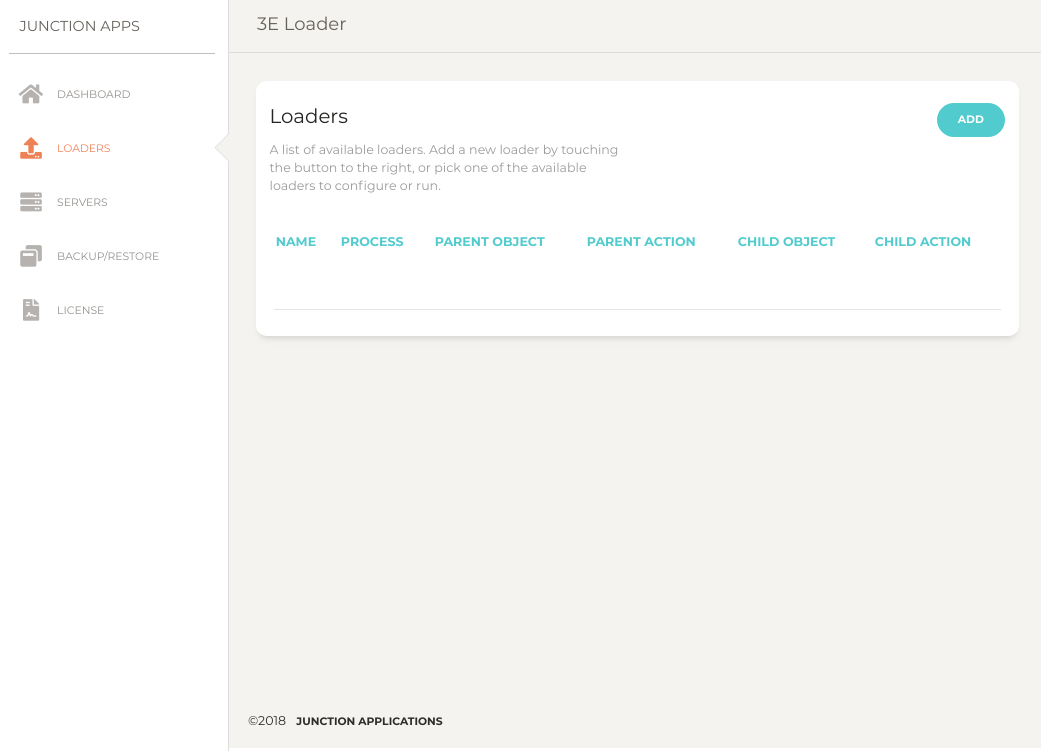 JUNCTION APPS
3E Loader
DASHBOARD
LOADERS
SERVERS
BACKUP/RESTORE
LICENSE
Loaders
ADD
A list of available loaders. Add a new loader by touching
the button to the right, or pick one of the available
loaders to configure or run.
NAME PROCESS PARENT OBJECT PARENT ACTION CHILD OBJECT CHILD ACTION
©2018 JUNCTION APPLICATIONS